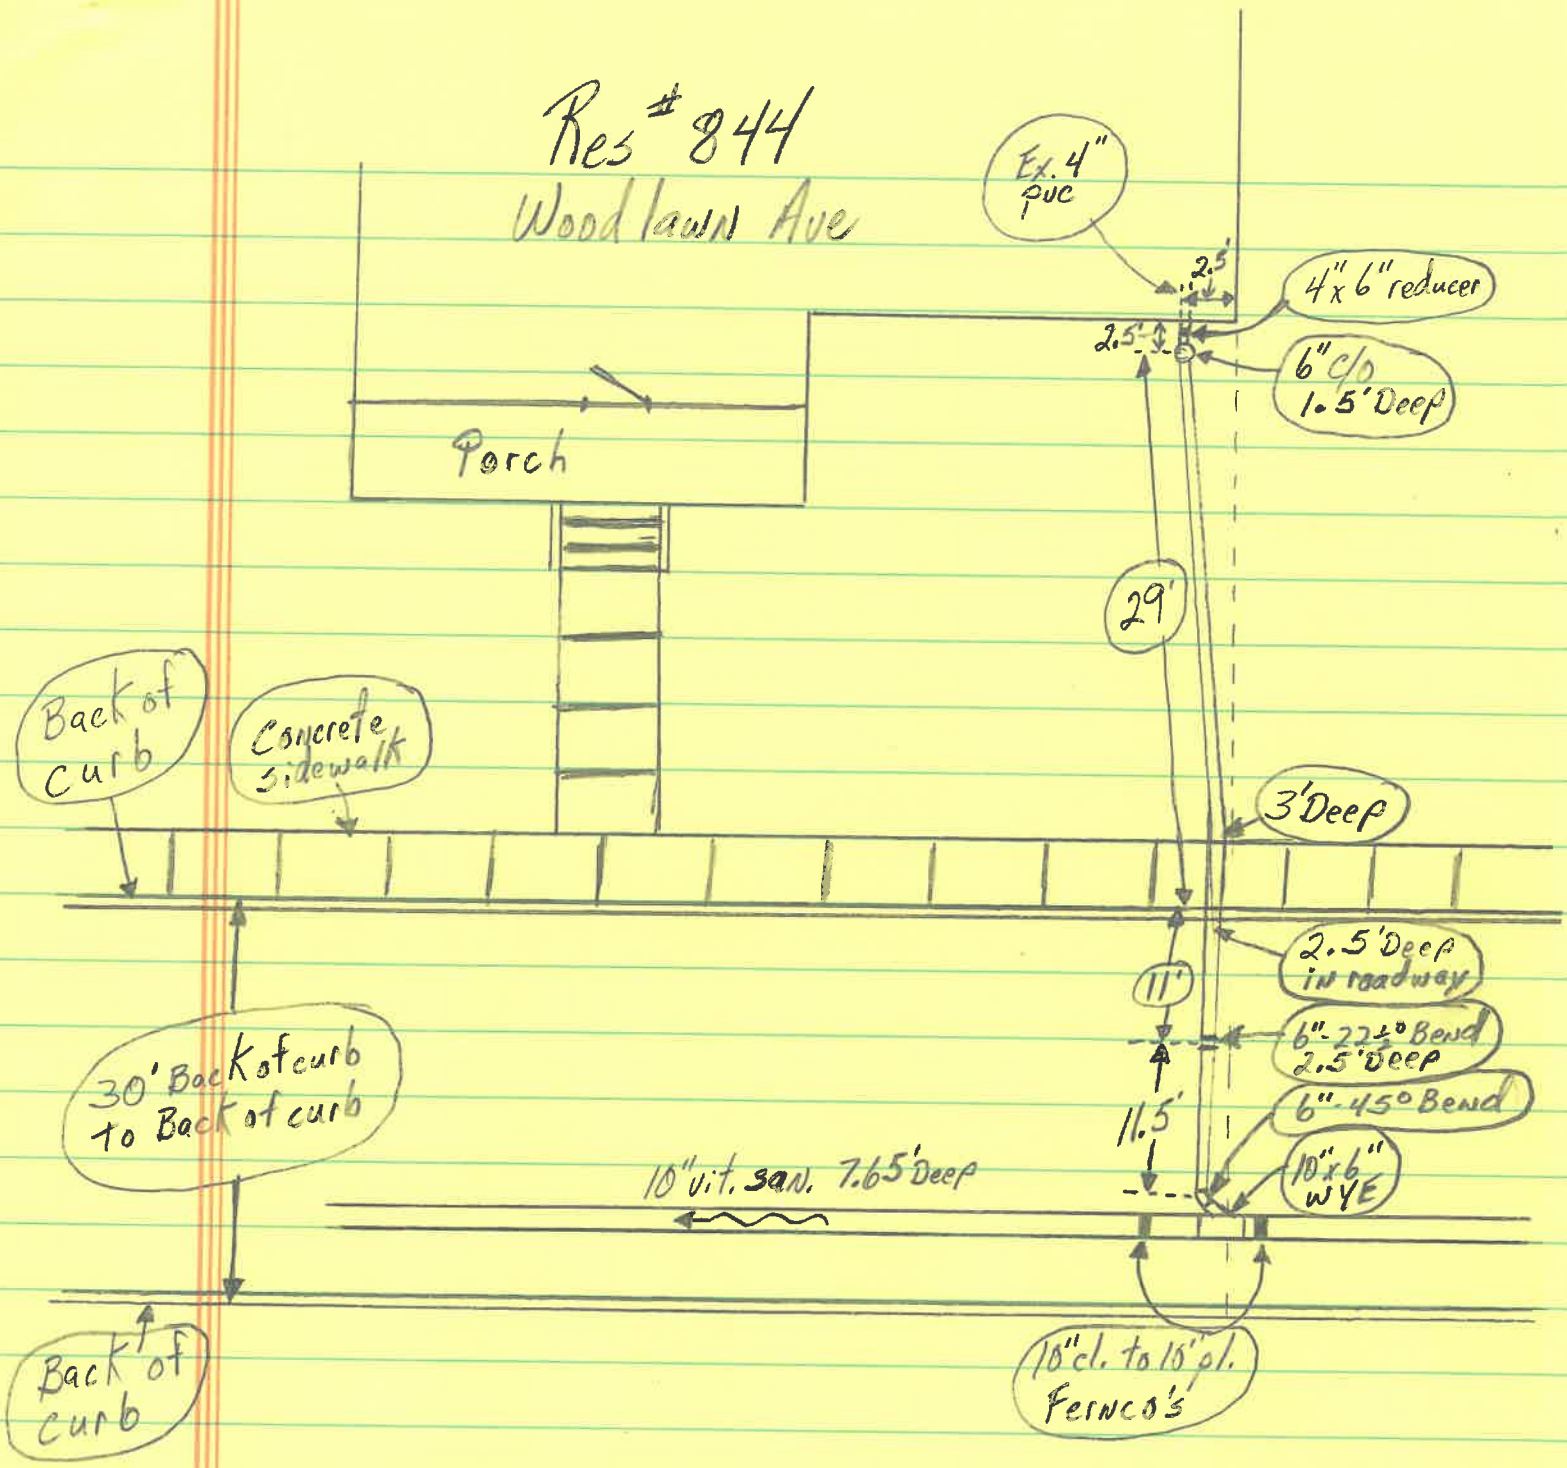 Res # 844
Woodlawn Ave
Ex. 4"
pvc
2.5'
4"x 6" reducer
2.5'
6" c/o
1.5' Deep
Porch
29'
Back of
curb
Concrete
sidewalk
3' Deep
2.5' Deep
in roadway
11'
6"-22½° Bend
2.5' Deep
30' Back of curb
to Back of curb
6"-45° Bend
11.5'
10" vit. san. 7.65' Deep
10"x 6"
WYE
Back of
curb
10" cl. to 10" pl.
Fernco's